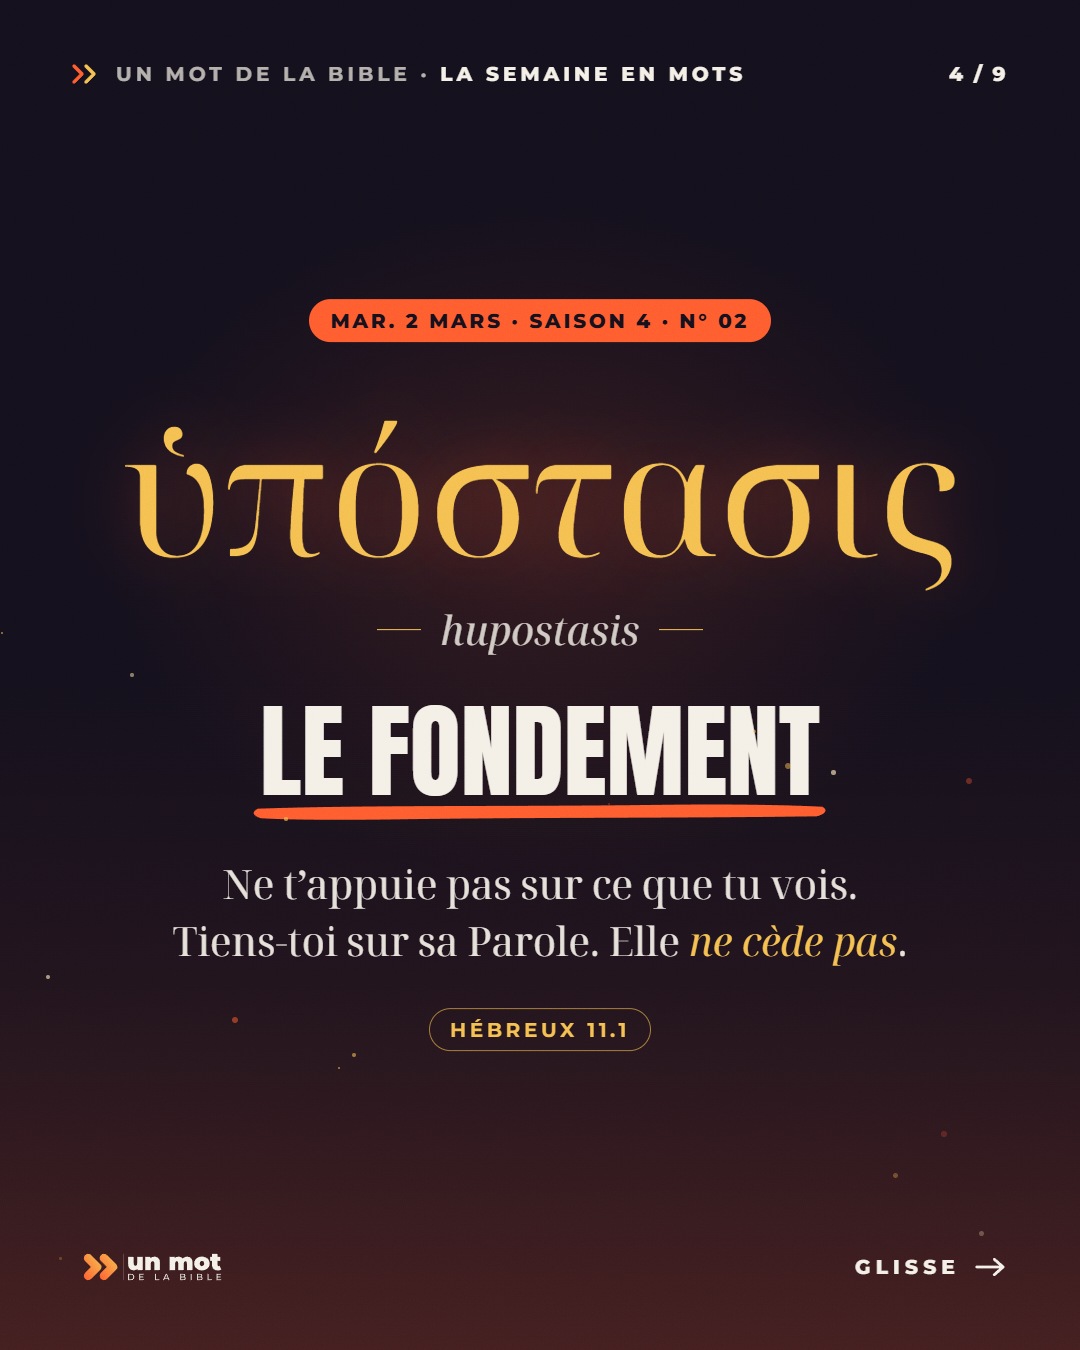 UN MOT DE LA BIBLE · LA SEMAINE EN MOTS
4 / 9
MAR. 2 MARS · SAISON 4 · N° 02
ὑπόστασις
hupostasis
LE FONDEMENT
Ne t’appuie pas sur ce que tu vois.
Tiens-toi sur sa Parole. Elle ne cède pas.
HÉBREUX 11.1
un mot
DE LA BIBLE
GLISSE →